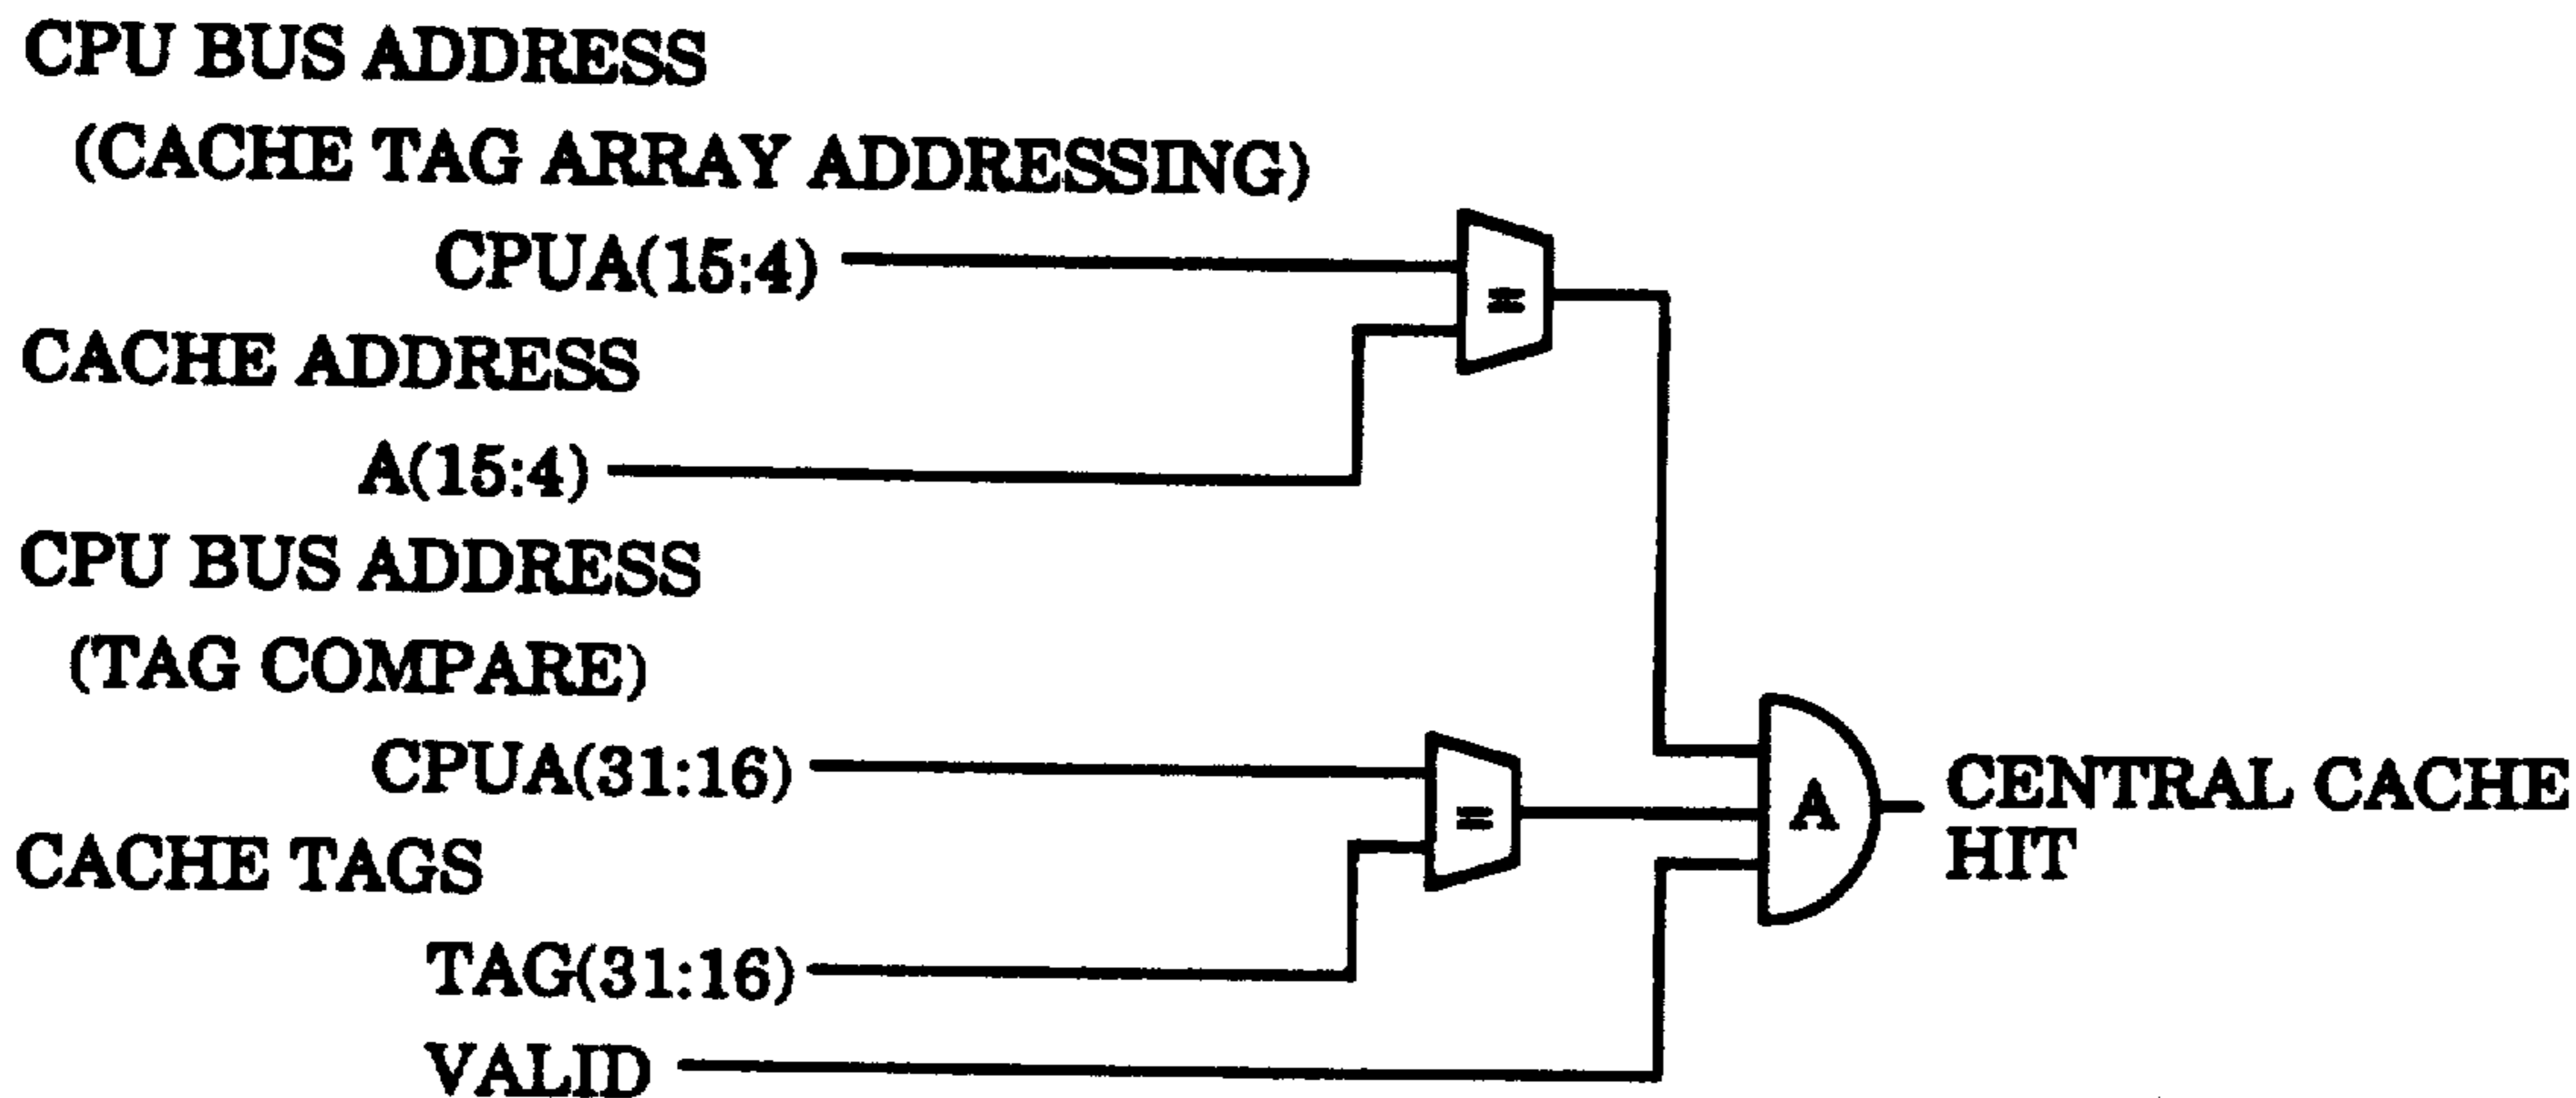 CPU BUS ADDRESS
(CACHE TAG ARRAY ADDRESSING)
CPUA(15:4)
=
CACHE ADDRESS
A(15:4)
CPU BUS ADDRESS
(TAG COMPARE)
CPUA(31:16)
=
A
CENTRAL CACHE
HIT
CACHE TAGS
TAG(31:16)
VALID